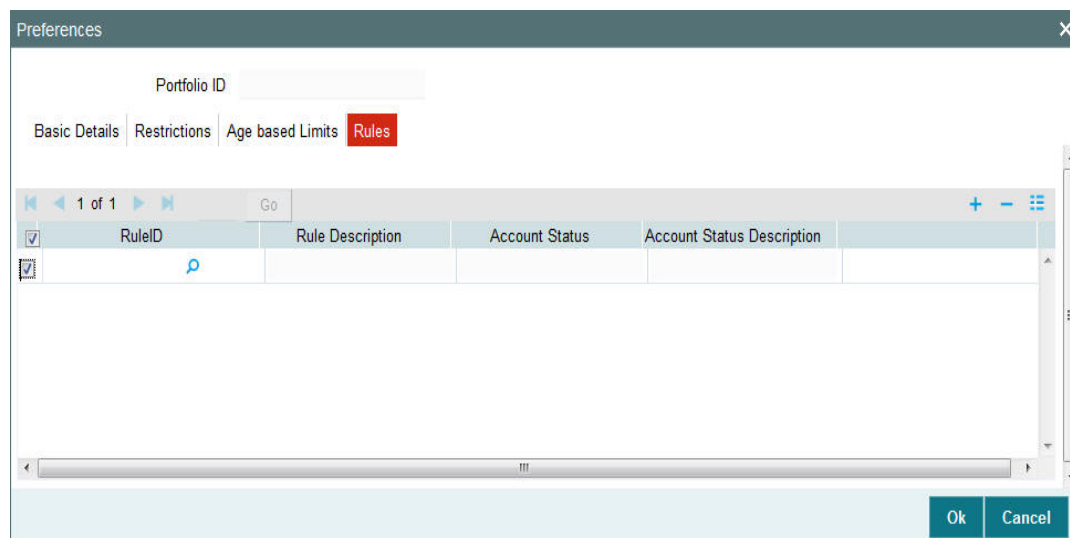 Preferences
Portfolio ID
Basic Details Restrictions Age based Limits Rules
1 of 1 Go
RuleID Rule Description Account Status Account Status Description
Ok Cancel